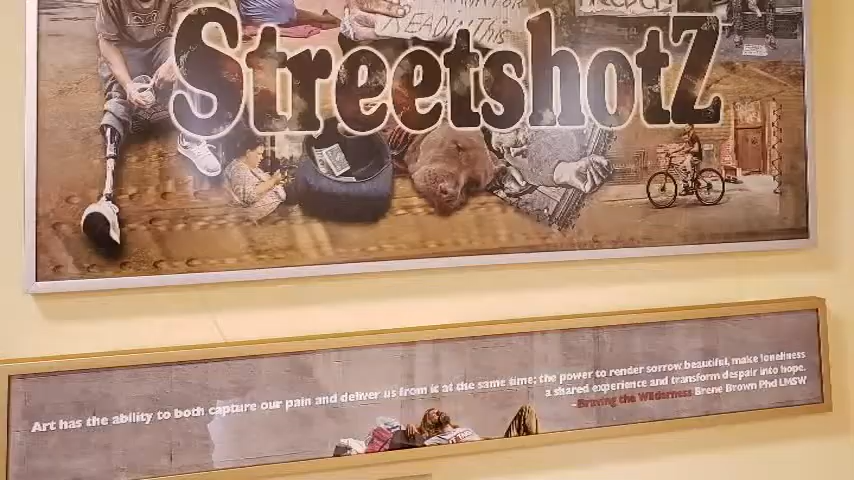 READIN THIS
StreetshotZ
Art has the ability to both capture our pain and deliver us from it at the same time; the power to render sorrow beautiful, make loneliness
a shared experience and transform despair into hope.
-Braving the Wilderness Brene Brown Phd LMSW